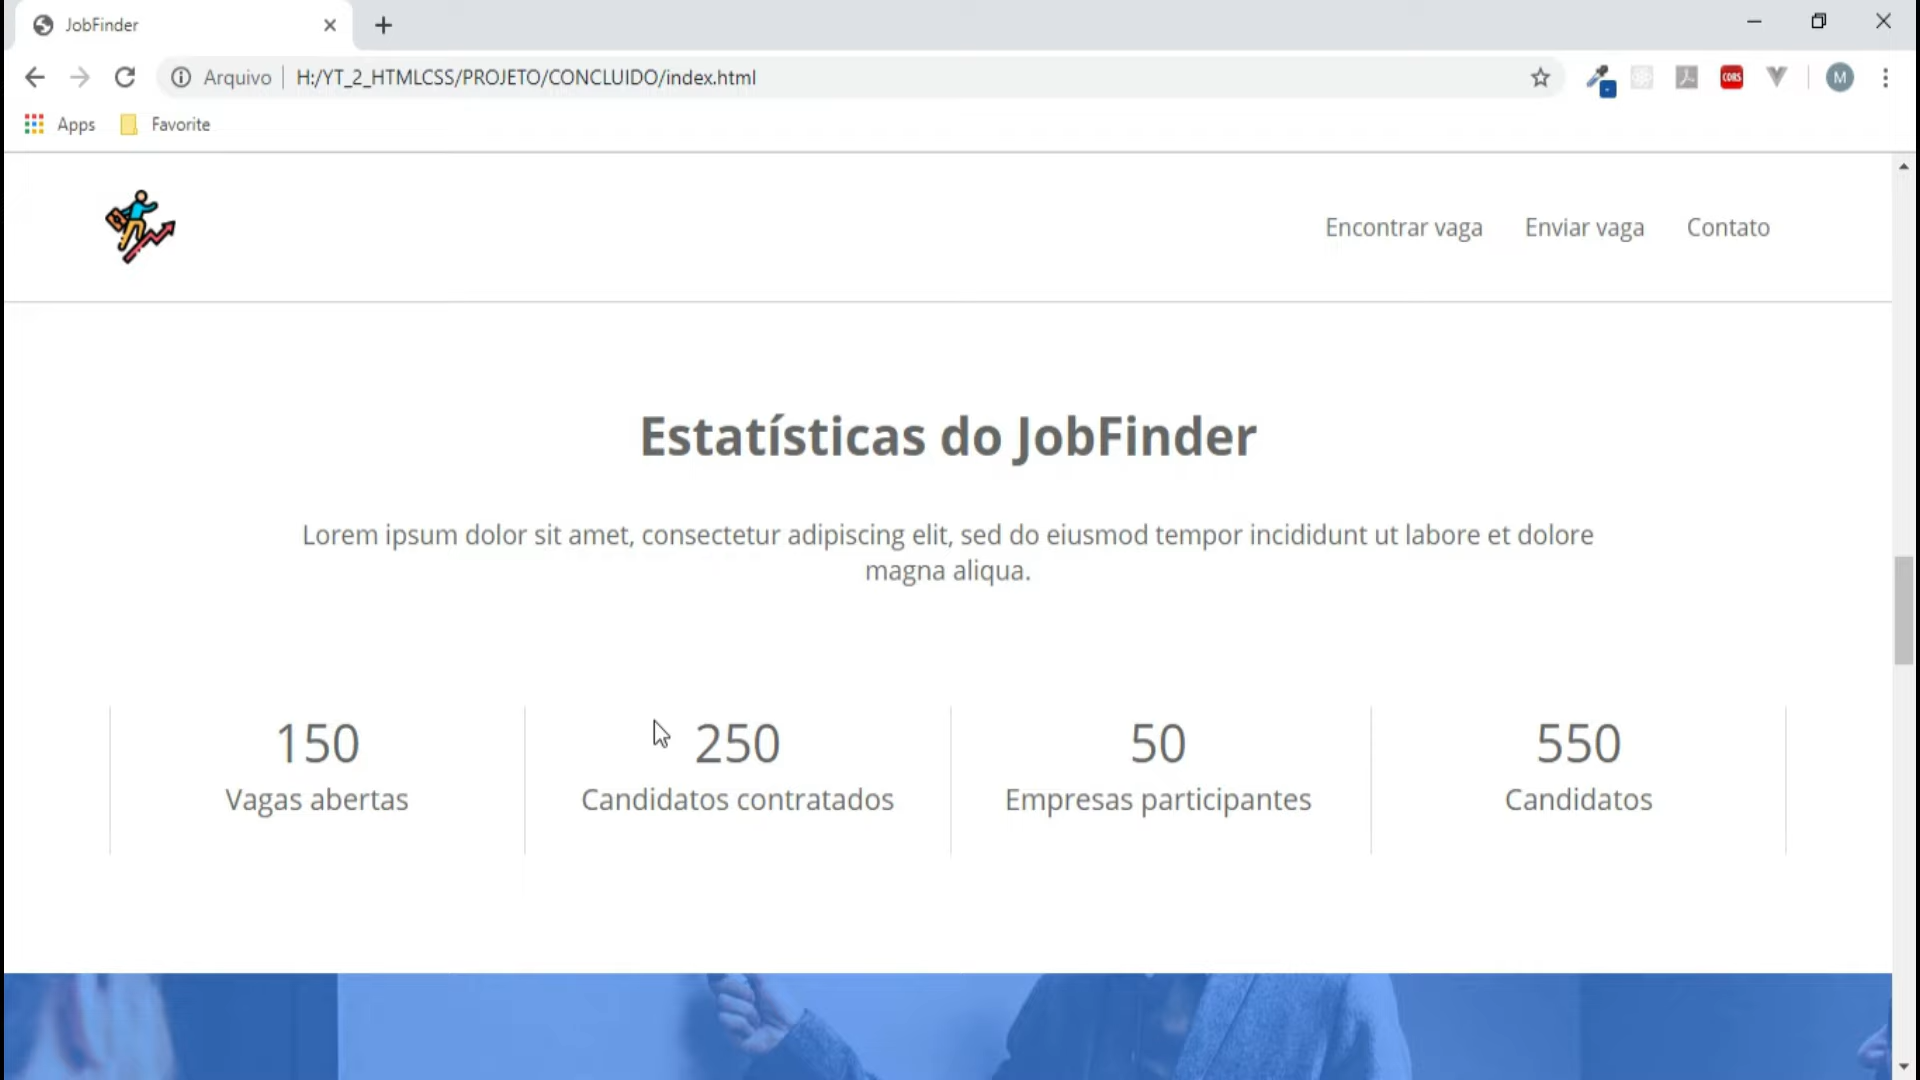 JobFinder
Arquivo H:/YT_2_HTMLCSS/PROJETO/CONCLUIDO/index.html
CORS
M
Apps Favorite
Encontrar vaga Enviar vaga Contato
Estatísticas do JobFinder
Lorem ipsum dolor sit amet, consectetur adipiscing elit, sed do eiusmod tempor incididunt ut labore et dolore
magna aliqua.
150 250 50 550
Vagas abertas Candidatos contratados Empresas participantes Candidatos